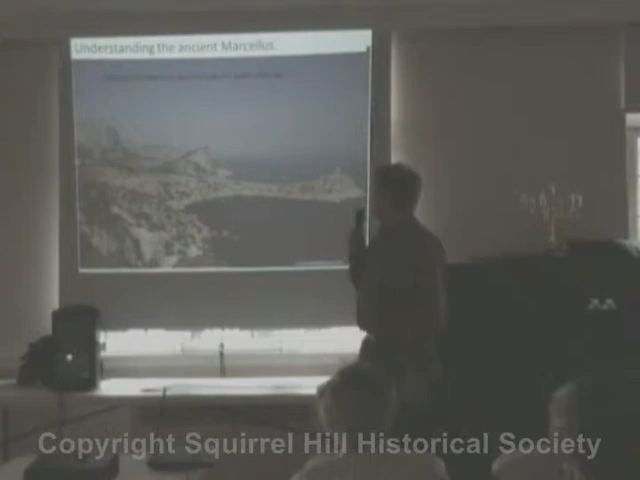 Understanding the ancient Marcellus.
Copyright Squirrel Hill Historical Society